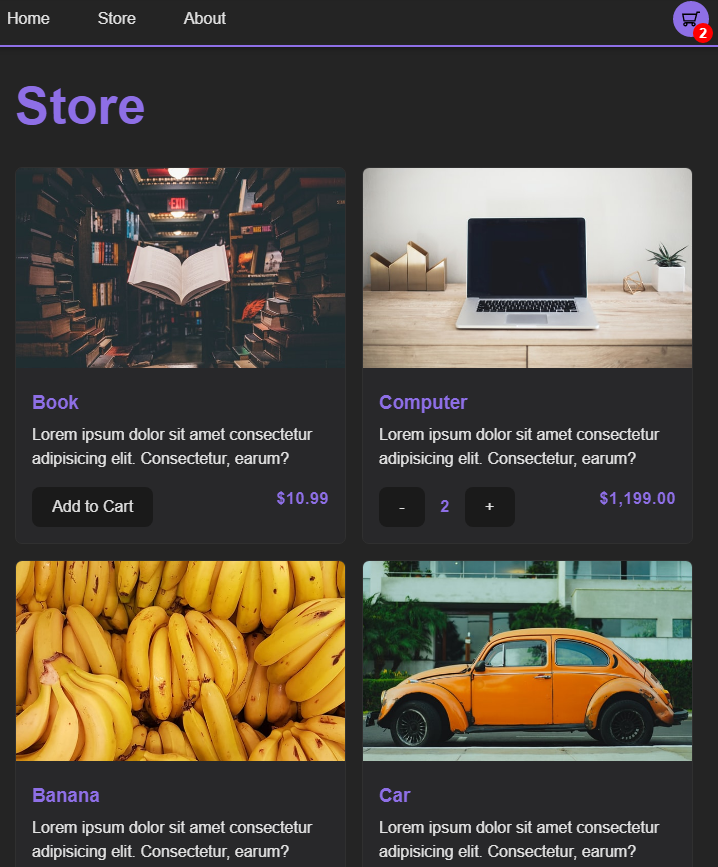 Home Store About
2
Store
EXIT
Book
Lorem ipsum dolor sit amet consectetur
adipisicing elit. Consectetur, earum?
Add to Cart $10.99
Computer
Lorem ipsum dolor sit amet consectetur
adipisicing elit. Consectetur, earum?
- 2 + $1,199.00
Banana
Lorem ipsum dolor sit amet consectetur
adipisicing elit. Consectetur, earum?
Car
Lorem ipsum dolor sit amet consectetur
adipisicing elit. Consectetur, earum?